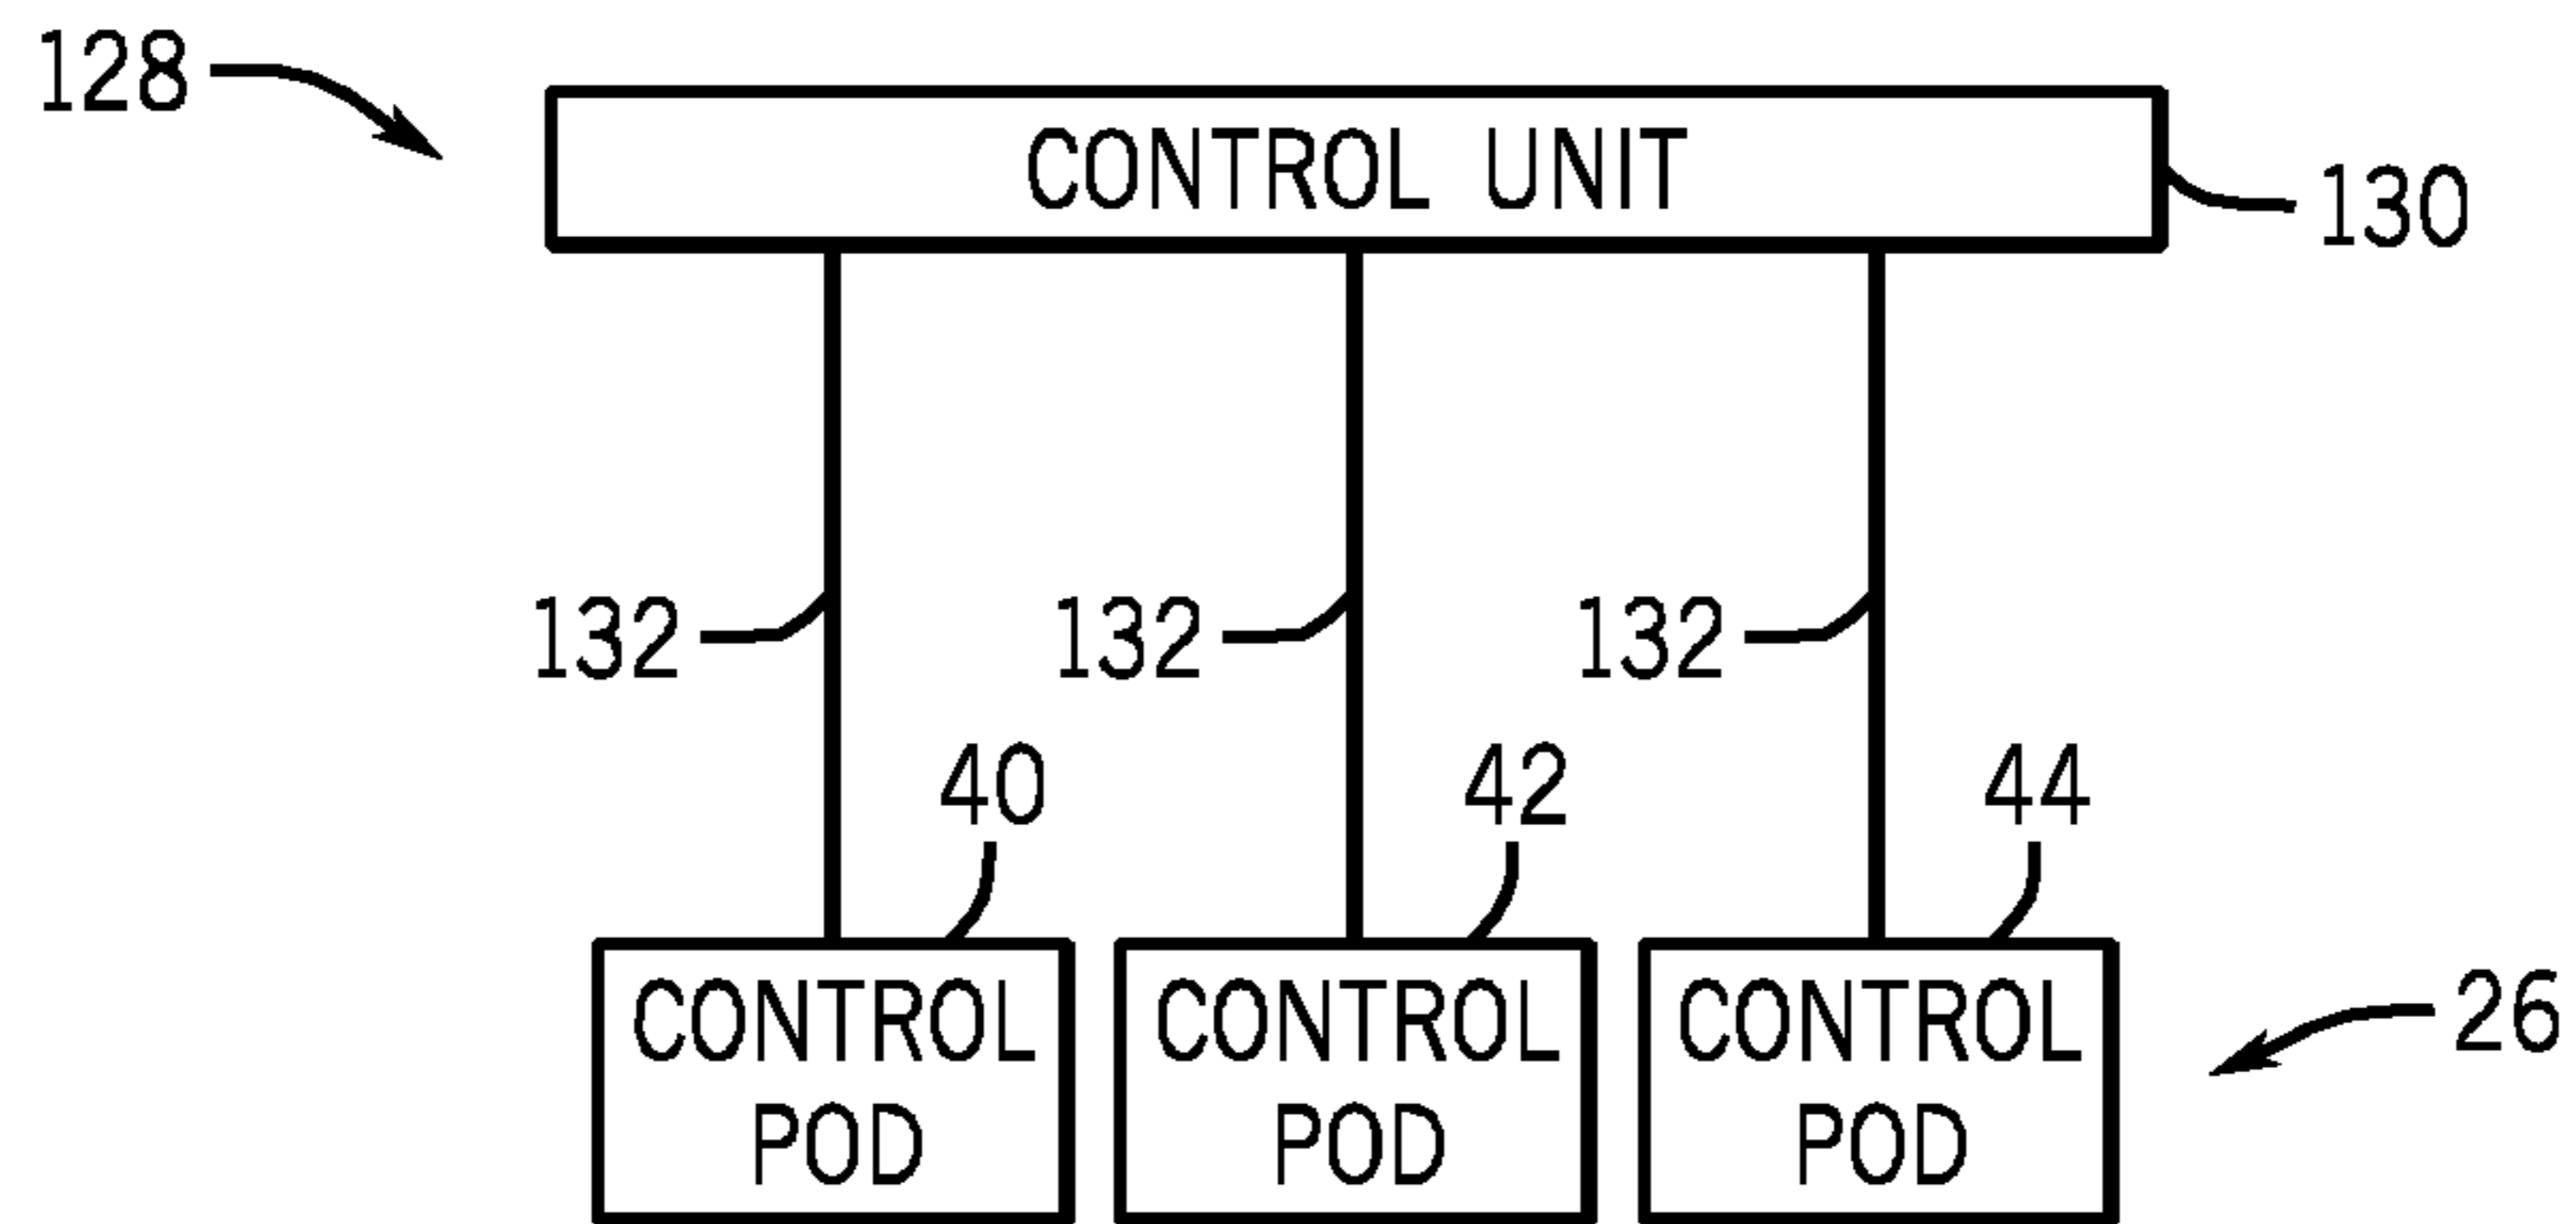 128
CONTROL UNIT
130
132 132 132
40 42 44
CONTROL POD
CONTROL POD
CONTROL POD
26